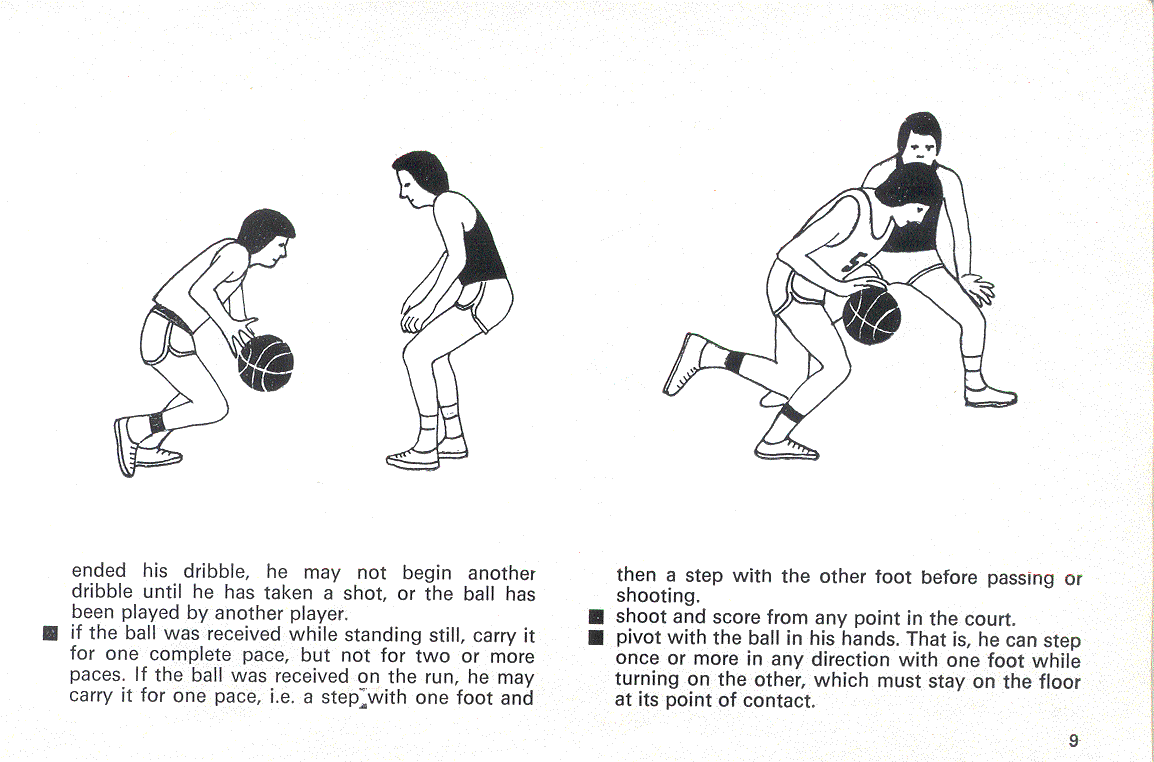 5
ended his dribble, he may not begin another
dribble until he has taken a shot, or the ball has
been played by another player.
■ if the ball was received while standing still, carry it
for one complete pace, but not for two or more
paces. If the ball was received on the run, he may
carry it for one pace, i.e. a step with one foot and
then a step with the other foot before passing or
shooting.
■ shoot and score from any point in the court.
■ pivot with the ball in his hands. That is, he can step
once or more in any direction with one foot while
turning on the other, which must stay on the floor
at its point of contact.
9